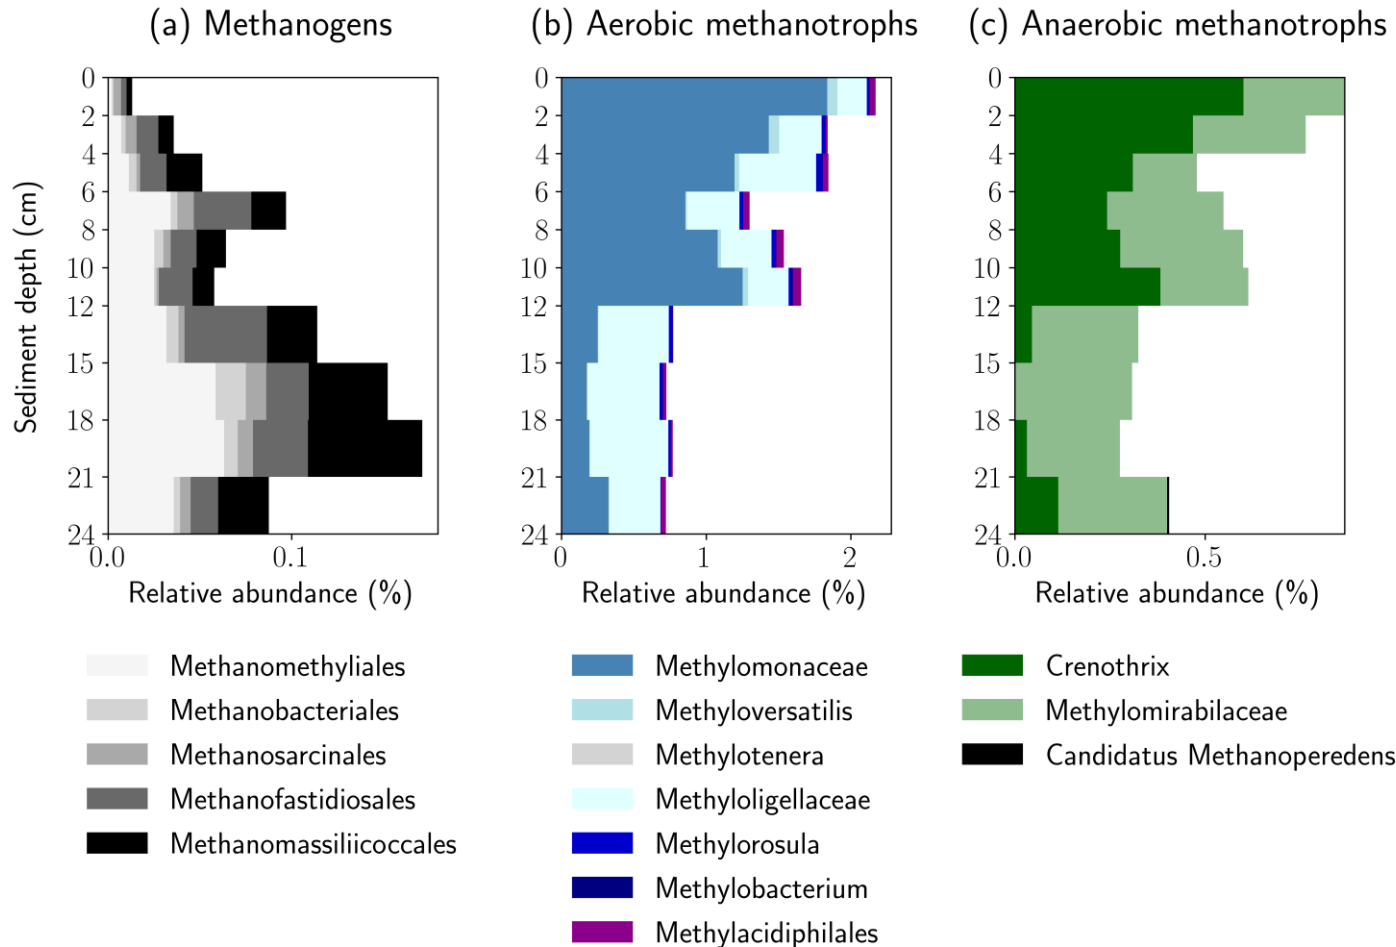 (a) Methanogens
(b) Aerobic methanotrophs
(c) Anaerobic methanotrophs
Sediment depth (cm)
0
2
4
6
8
10
12
15
18
21
24
0.0
0.1
Relative abundance (%)
0
2
4
6
8
10
12
15
18
21
24
0
1
2
Relative abundance (%)
0
2
4
6
8
10
12
15
18
21
24
0.0
0.5
Relative abundance (%)
Methanomethyliales
Methanobacteriales
Methanosarcinales
Methanofastidiosales
Methanomassiliicoccales
Methylomonaceae
Methyloversatilis
Methylotenera
Methyloligellaceae
Methylorosula
Methylobacterium
Methylacidiphilales
Crenothrix
Methylomirabilaceae
Candidatus Methanoperedens